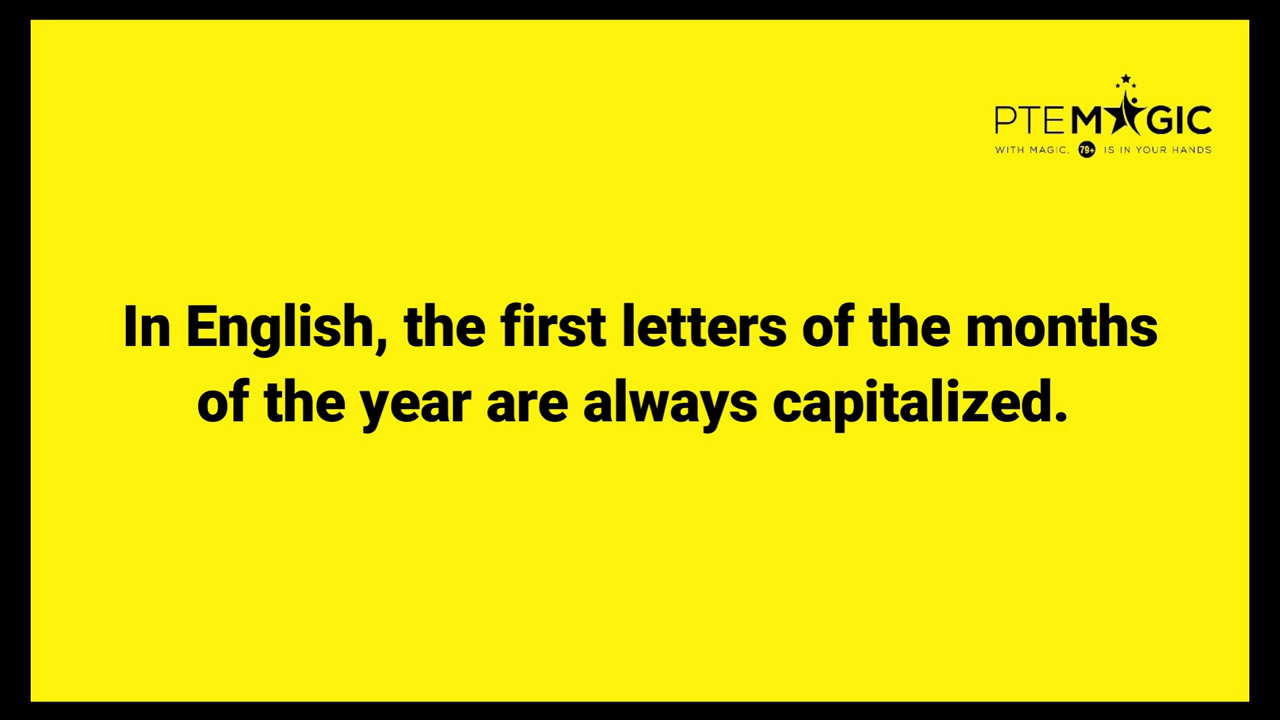 PTEMAGIC
WITH MAGIC, 79+ IS IN YOUR HANDS
In English, the first letters of the months
of the year are always capitalized.